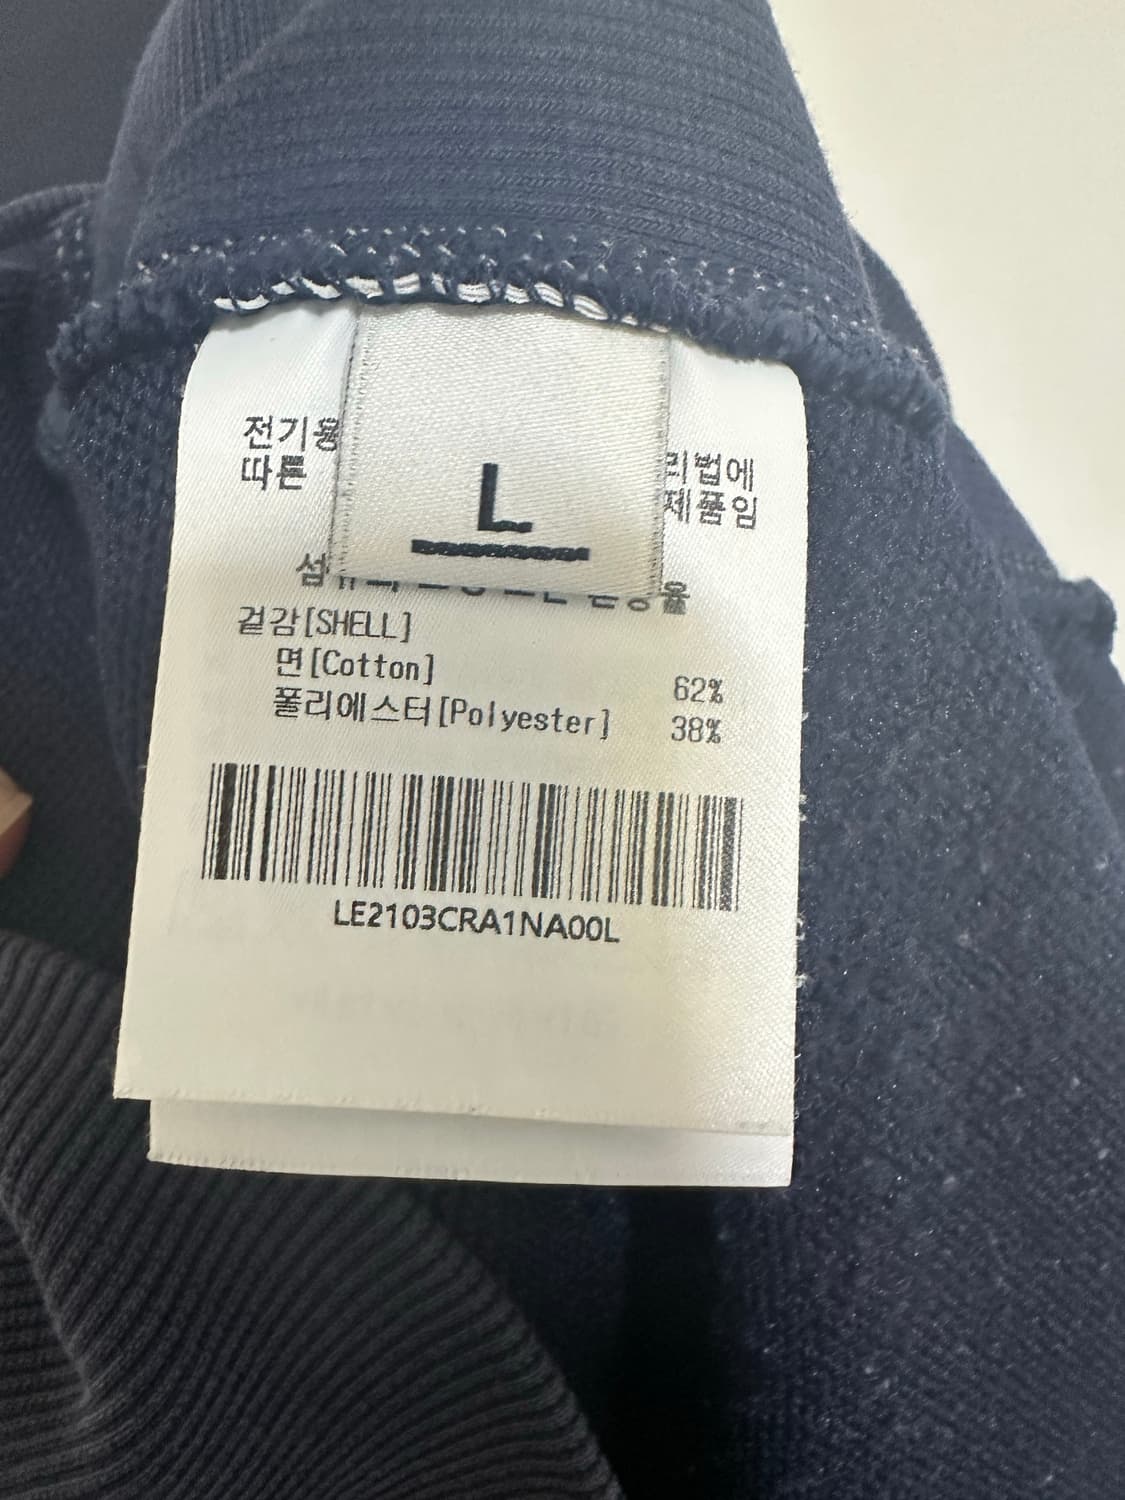 전기용
따른
L
리법에
제품임
겉감[SHELL]
면[Cotton] 62%
폴리에스터[Polyester] 38%
LE2103CRA1NA00L